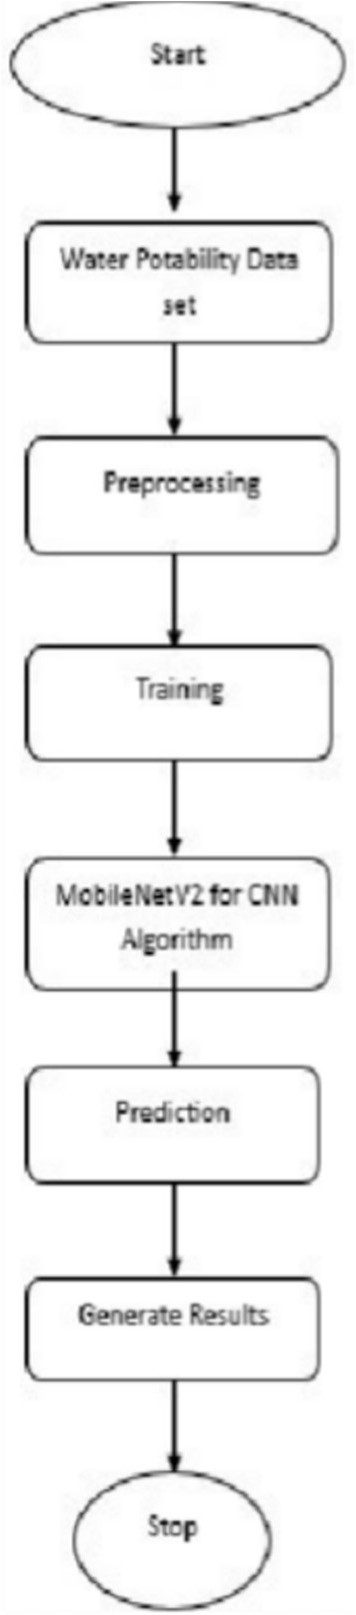 Start
Water Potability Data
set
Preprocessing
Training
MobileNetV2 for CNN
Algorithm
Prediction
Generate Results
Stop